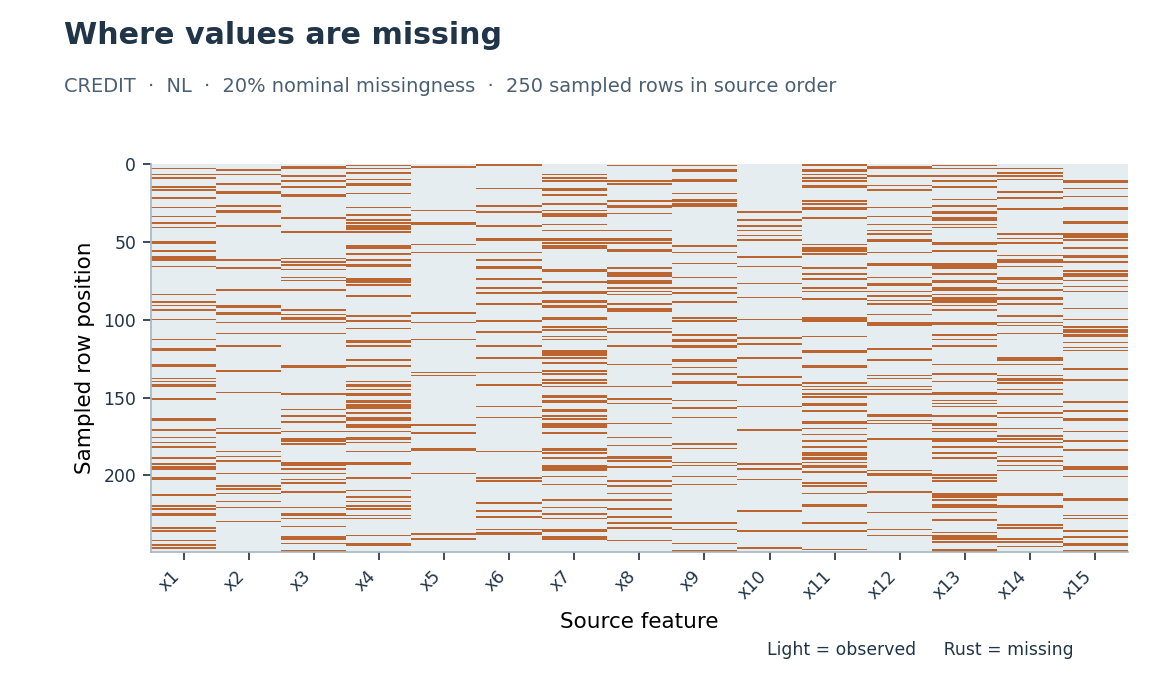 Where values are missing
CREDIT · NL · 20% nominal missingness · 250 sampled rows in source order
Sampled row position
0
50
100
150
200
x1 x2 x3 x4 x5 x6 x7 x8 x9 x10 x11 x12 x13 x14 x15
Source feature
Light = observed Rust = missing